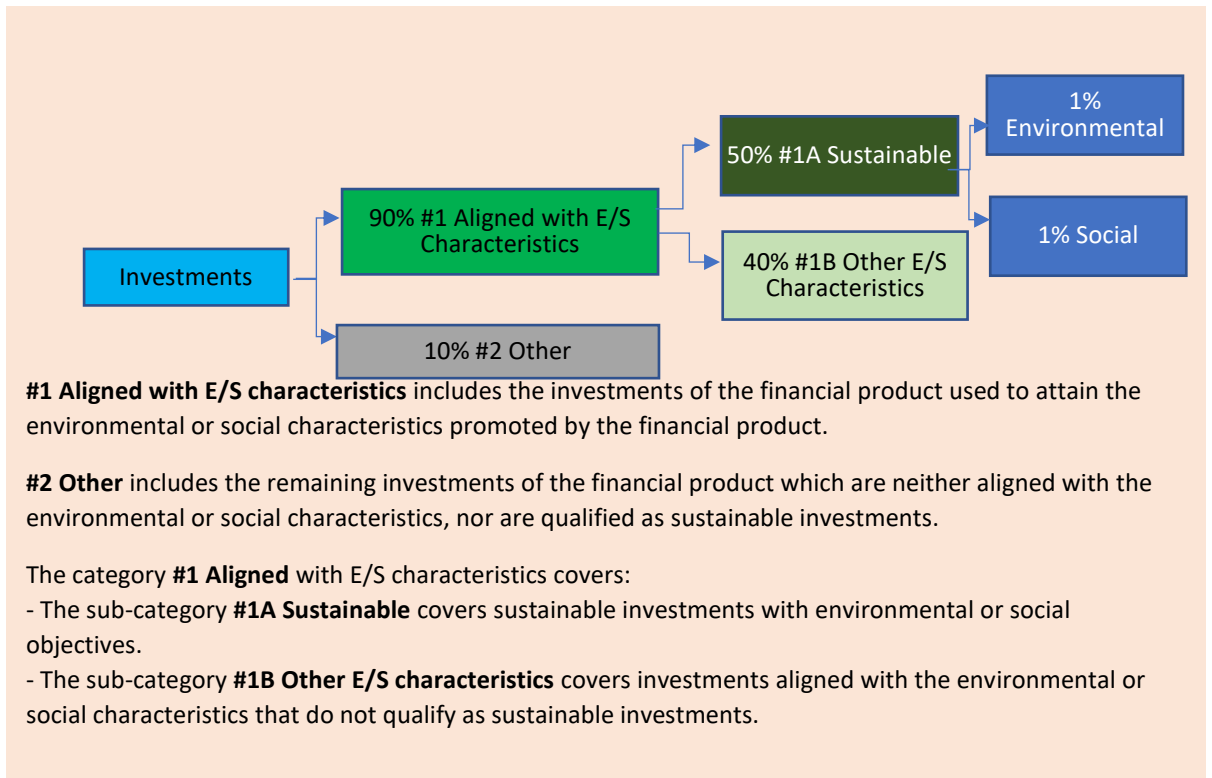 1%
Environmental
50% #1A Sustainable
90% #1 Aligned with E/S
Characteristics
1% Social
40% #1B Other E/S
Characteristics
Investments
10% #2 Other
#1 Aligned with E/S characteristics includes the investments of the financial product used to attain the
environmental or social characteristics promoted by the financial product.
#2 Other includes the remaining investments of the financial product which are neither aligned with the
environmental or social characteristics, nor are qualified as sustainable investments.
The category #1 Aligned with E/S characteristics covers:
- The sub-category #1A Sustainable covers sustainable investments with environmental or social
objectives.
- The sub-category #1B Other E/S characteristics covers investments aligned with the environmental or
social characteristics that do not qualify as sustainable investments.